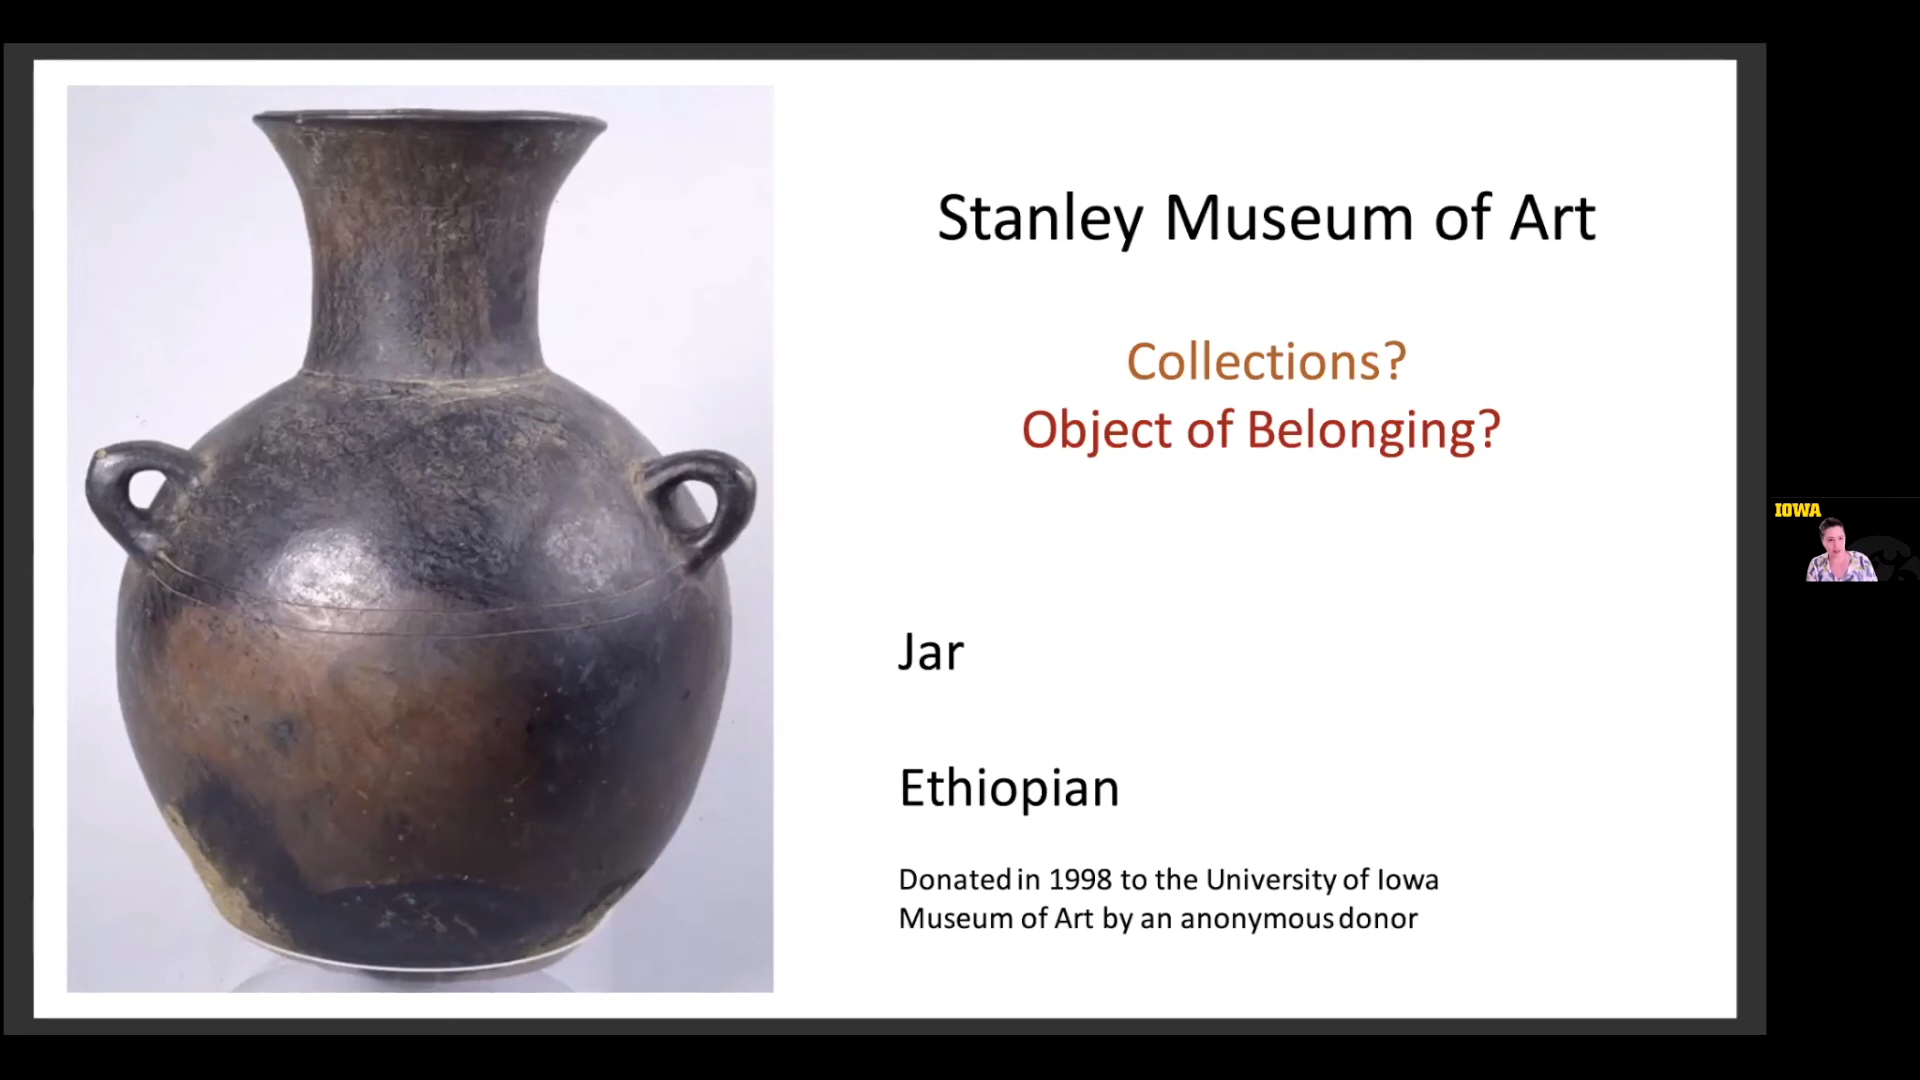 Stanley Museum of Art
Collections?
Object of Belonging?
Jar
Ethiopian
Donated in 1998 to the University of Iowa
Museum of Art by an anonymous donor
IOWA